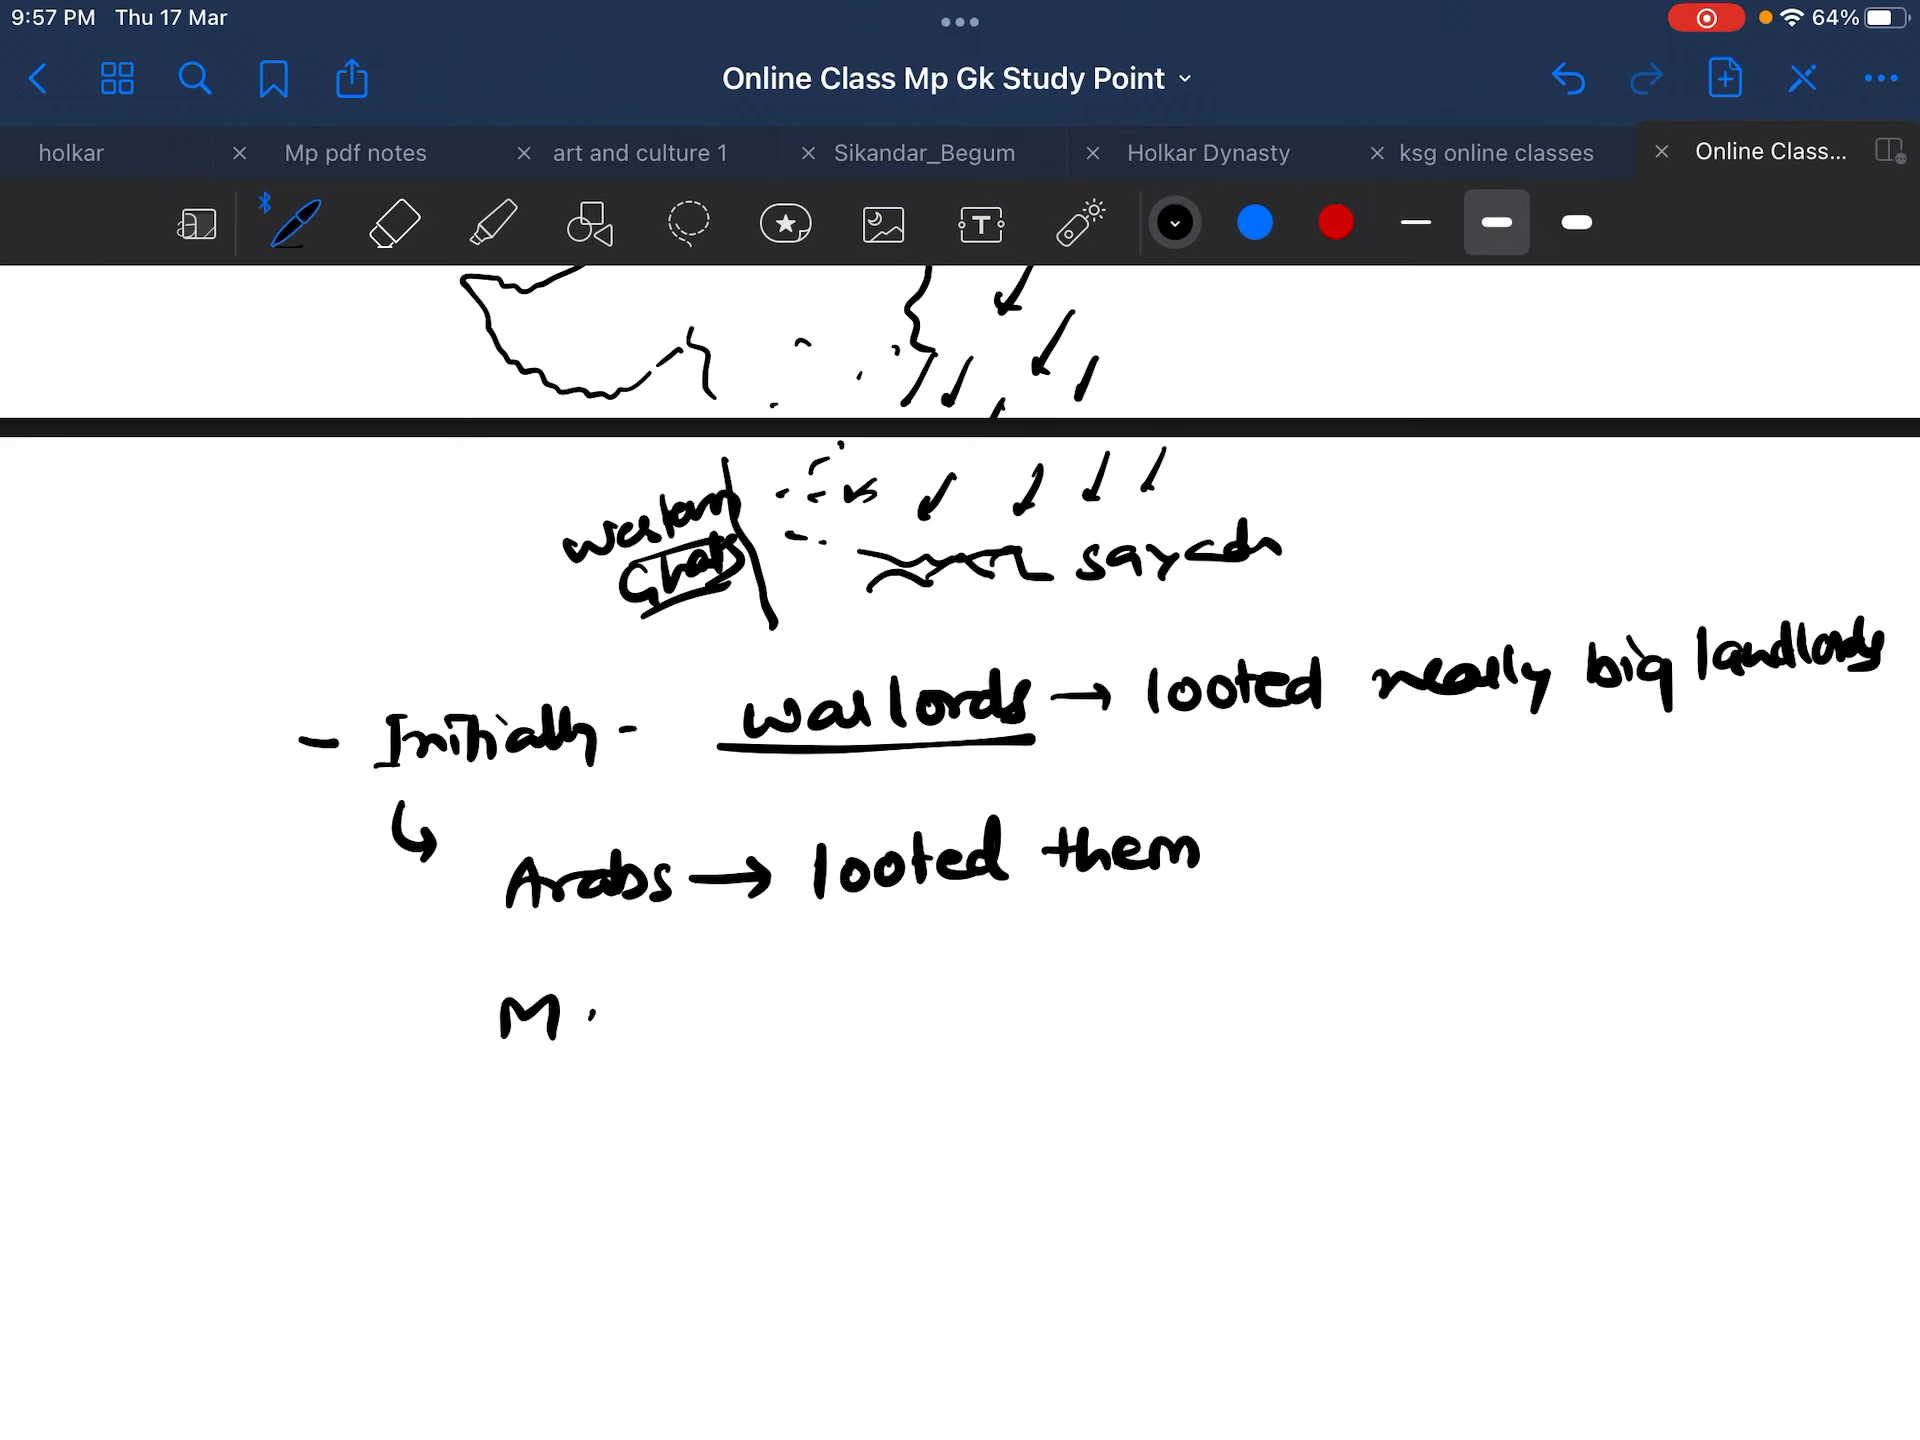 9:57 PM Thu 17 Mar
64%
Online Class Mp Gk Study Point
holkar
Mp pdf notes
art and culture 1
Sikandar_Begum
Holkar Dynasty
ksg online classes
Online Class...
T
western
Ghats
- Initially - warlords → looted really big landlords
Arabs → looted them
M.